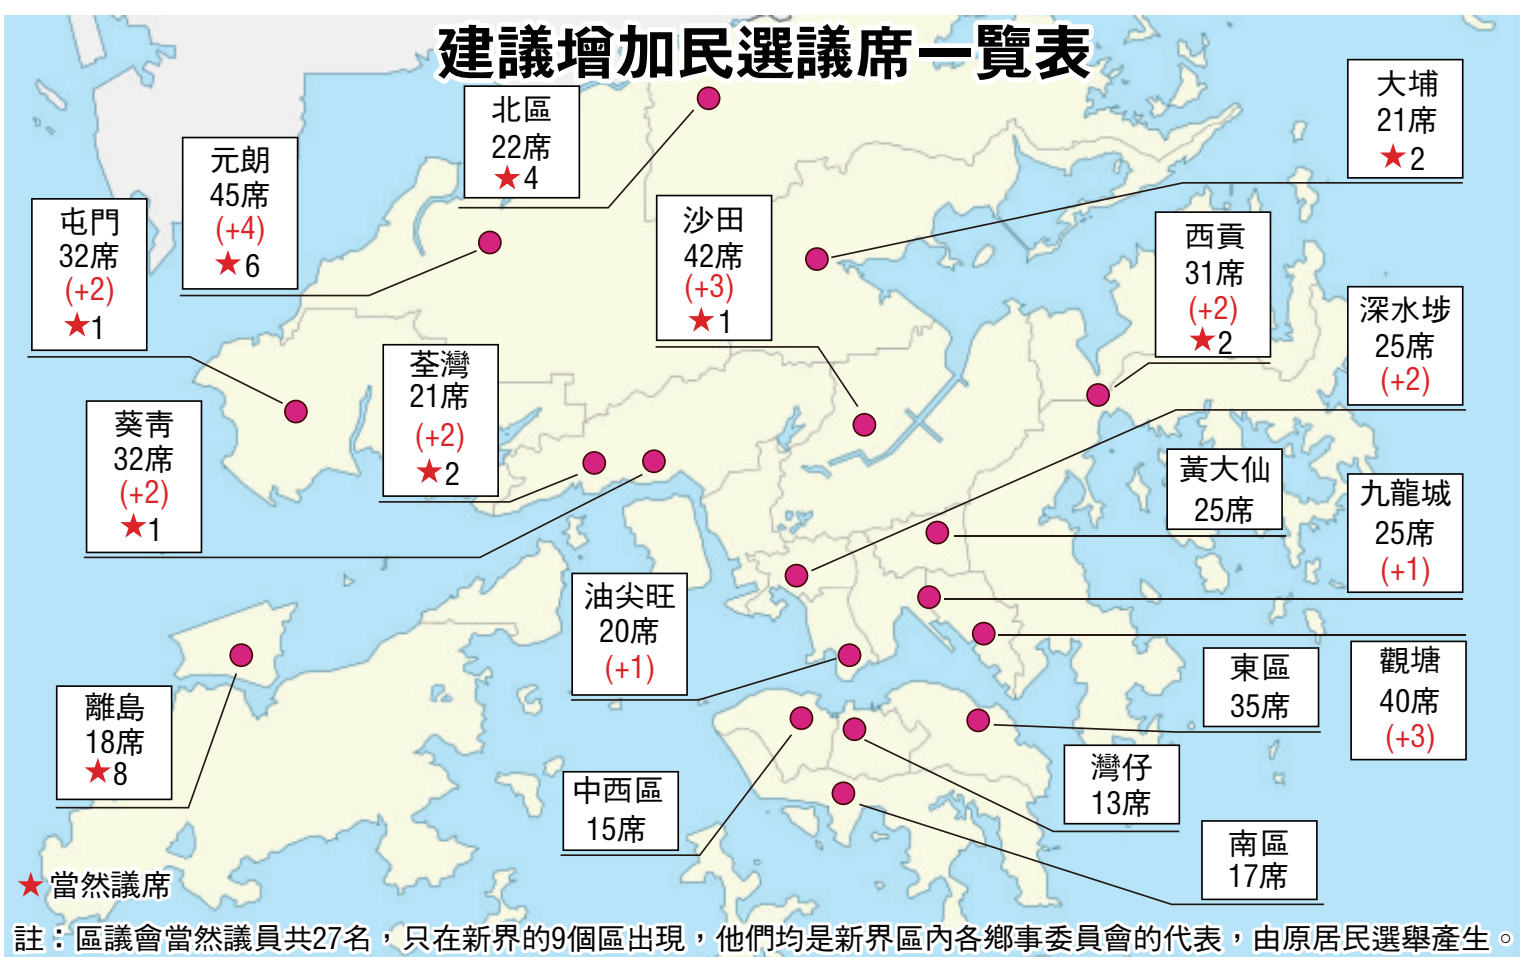 建議增加民選議席一覽表
北區
22席
★4
大埔
21席
★2
元朗
45席
(+4)
★6
屯門
32席
(+2)
★1
沙田
42席
(+3)
★1
西貢
31席
(+2)
★2
深水埗
25席
(+2)
荃灣
21席
(+2)
★2
葵青
32席
(+2)
★1
黃大仙
25席
九龍城
25席
(+1)
油尖旺
20席
(+1)
觀塘
40席
(+3)
東區
35席
離島
18席
★8
中西區
15席
灣仔
13席
南區
17席
★當然議席
註：區議會當然議員共27名，只在新界的9個區出現，他們均是新界區內各鄉事委員會的代表，由原居民選舉產生。